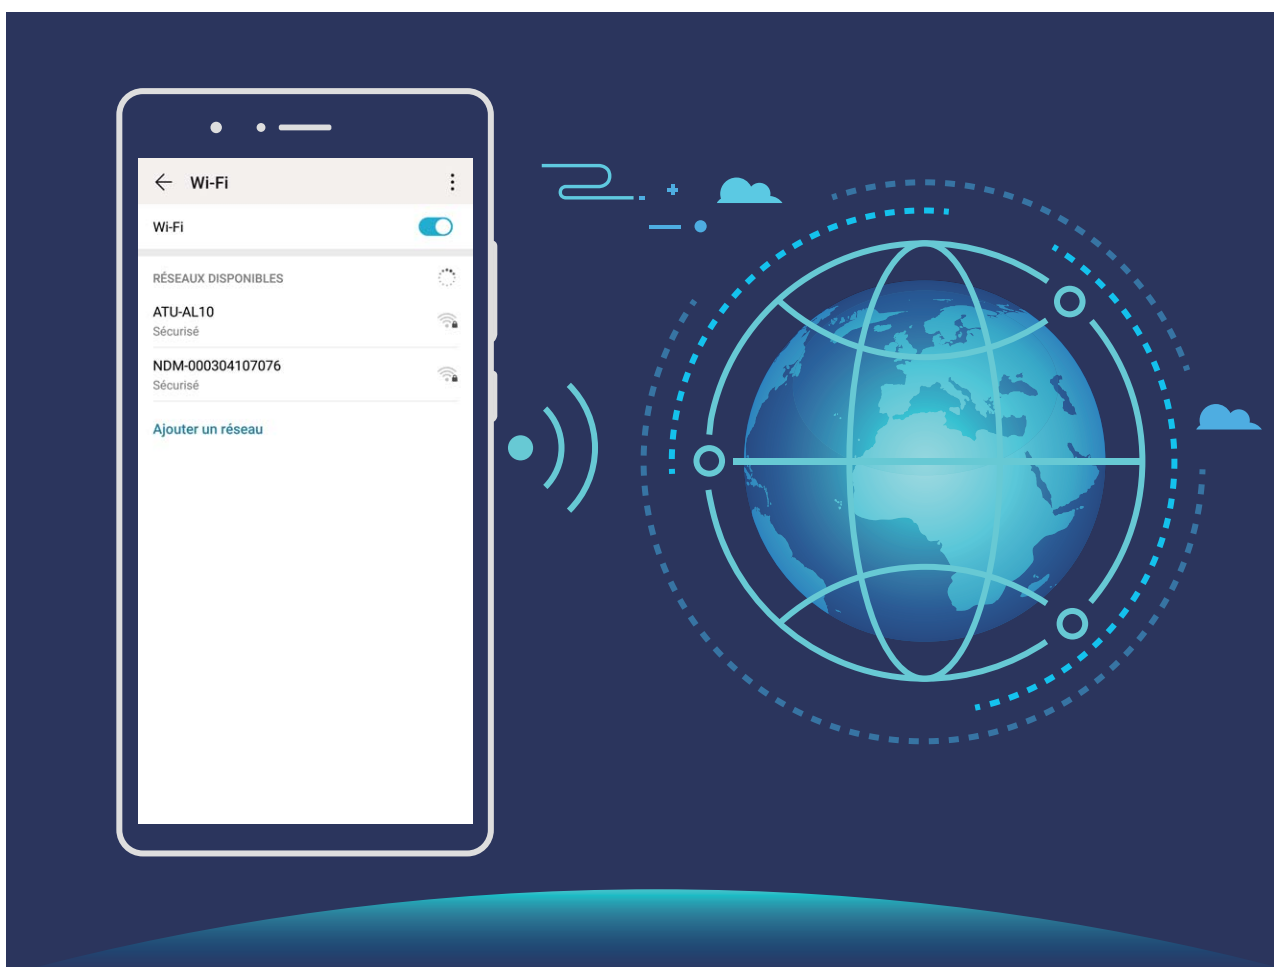 Wi-Fi
Wi-Fi
RÉSEAUX DISPONIBLES
ATU-AL10
Sécurisé
NDM-000304107076
Sécurisé
Ajouter un réseau